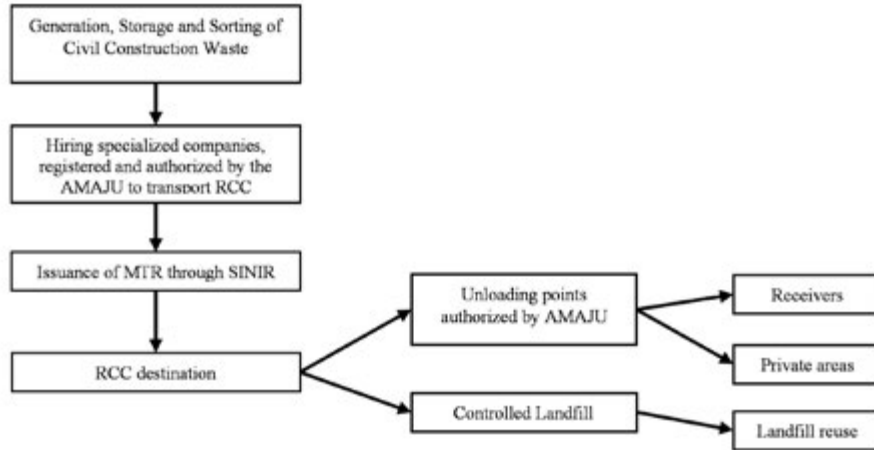 Generation, Storage and Sorting of
Civil Construction Waste
Hiring specialized companies,
registered and authorized by the
AMAJU to transport RCC
Issuance of MTR through SINIR
RCC destination
Unloading points
authorized by AMAJU
Controlled Landfill
Receivers
Private areas
Landfill reuse